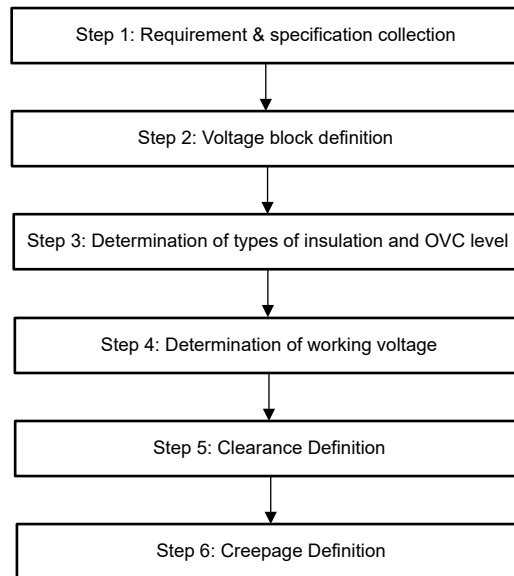 Step 1: Requirement & specification collection
Step 2: Voltage block definition
Step 3: Determination of types of insulation and OVC level
Step 4: Determination of working voltage
Step 5: Clearance Definition
Step 6: Creepage Definition